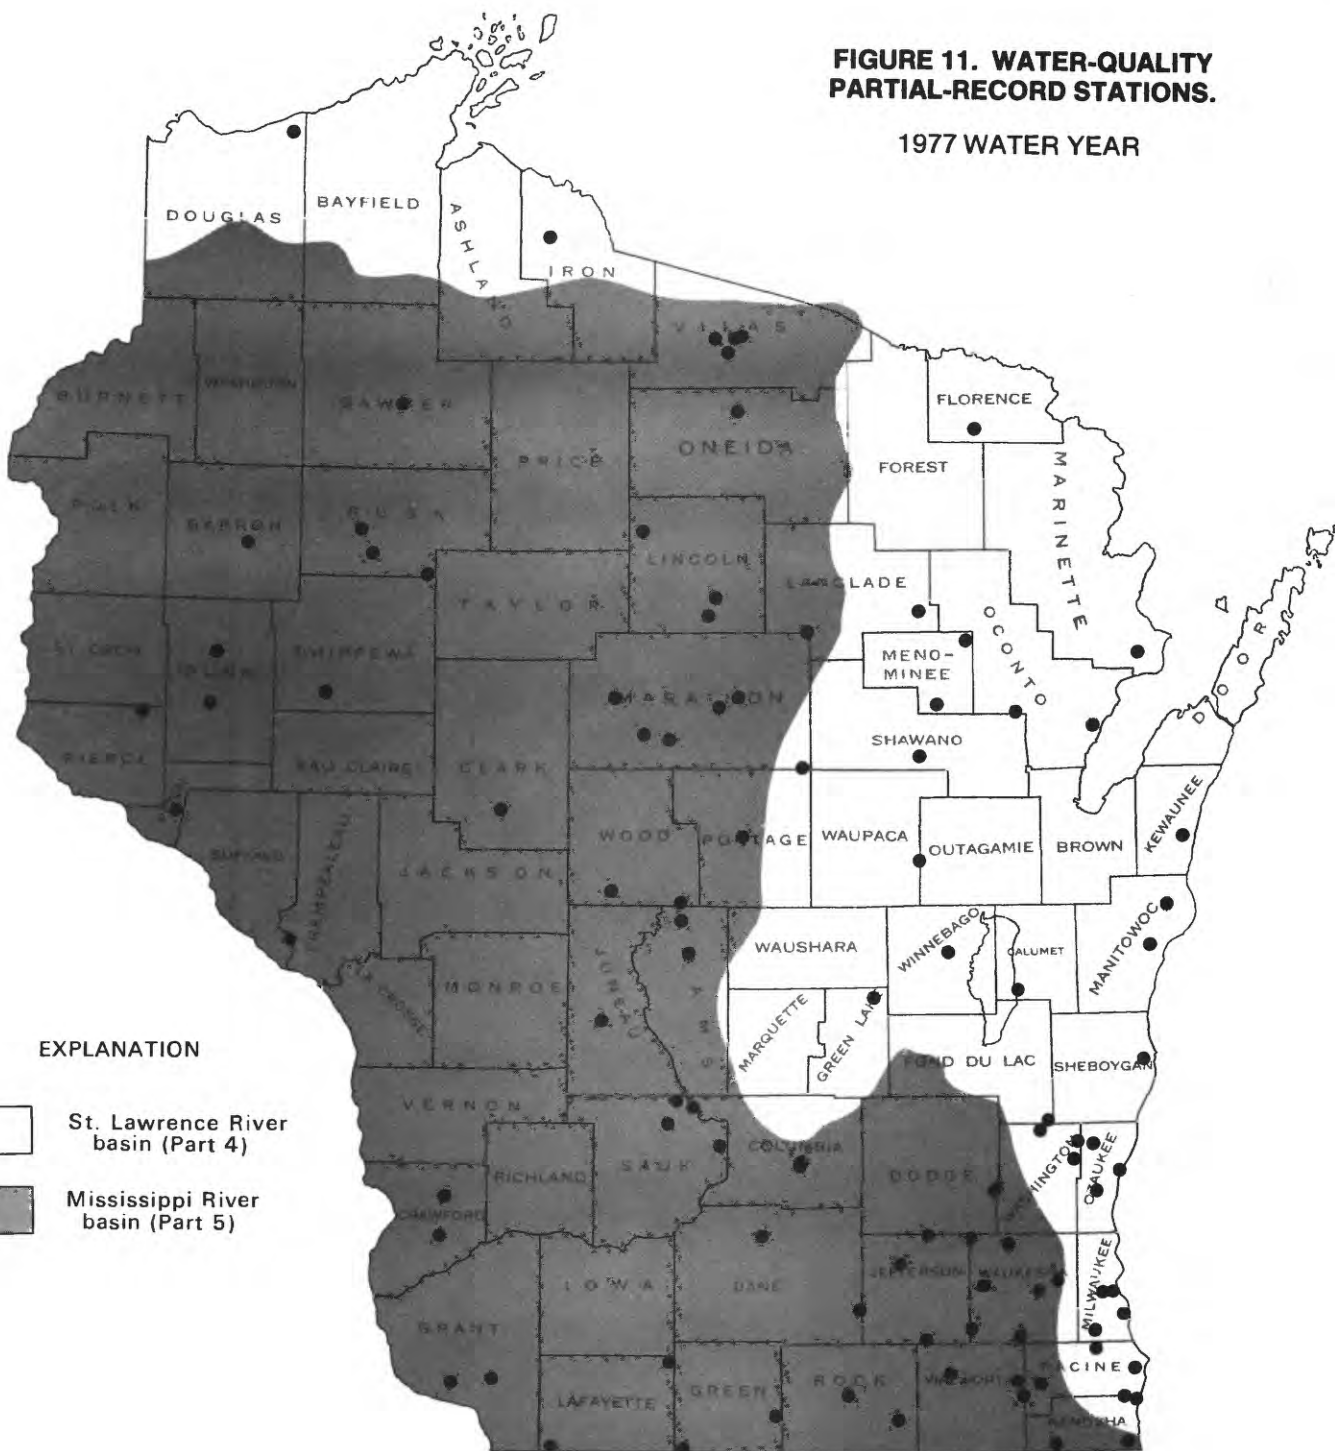 FIGURE 11. WATER-QUALITY
PARTIAL-RECORD STATIONS.
1977 WATER YEAR
DOUGLAS
BAYFIELD
ASHLAND
IRON
VILAS
BURNETT
WASHBURN
SAWYER
PRICE
ONEIDA
FLORENCE
FOREST
MARINETTE
POLK
BARRON
RUSK
LINCOLN
LANGLADE
TAYLOR
OCONTO
DOOR
ST. CROIX
CHIPPEWA
MARATHON
MENO-
MINEE
SHAWANO
PIERCE
EAU CLAIRE
CLARK
WOOD
PORTAGE
WAUPACA
OUTAGAMIE
BROWN
KEWAUNEE
BUFFALO
TREMPEALEAU
JACKSON
WAUSHARA
WINNEBAGO
CALUMET
MANITOWOC
LA CROSSE
MONROE
JUNEAU
ADAMS
MARQUETTE
GREEN LAKE
FOND DU LAC
SHEBOYGAN
EXPLANATION
St. Lawrence River
basin (Part 4)
Mississippi River
basin (Part 5)
VERNON
RICHLAND
SAUK
COLUMBIA
DODGE
WASHINGTON
OZAUKEE
CRAWFORD
GRANT
IOWA
DANE
JEFFERSON
WAUKESHA
MILWAUKEE
LAFAYETTE
GREEN
ROCK
WALWORTH
RACINE
KENOSHA